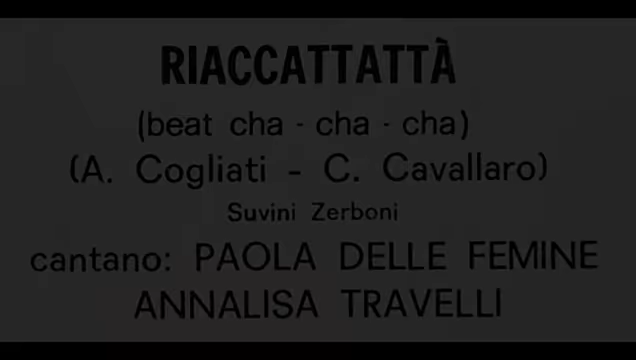 RIACCATTATTÀ
(beat cha - cha - cha)
(A. Cogliati - C. Cavallaro)
Suvini Zerboni
cantano: PAOLA DELLE FEMINE
ANNALISA TRAVELLI